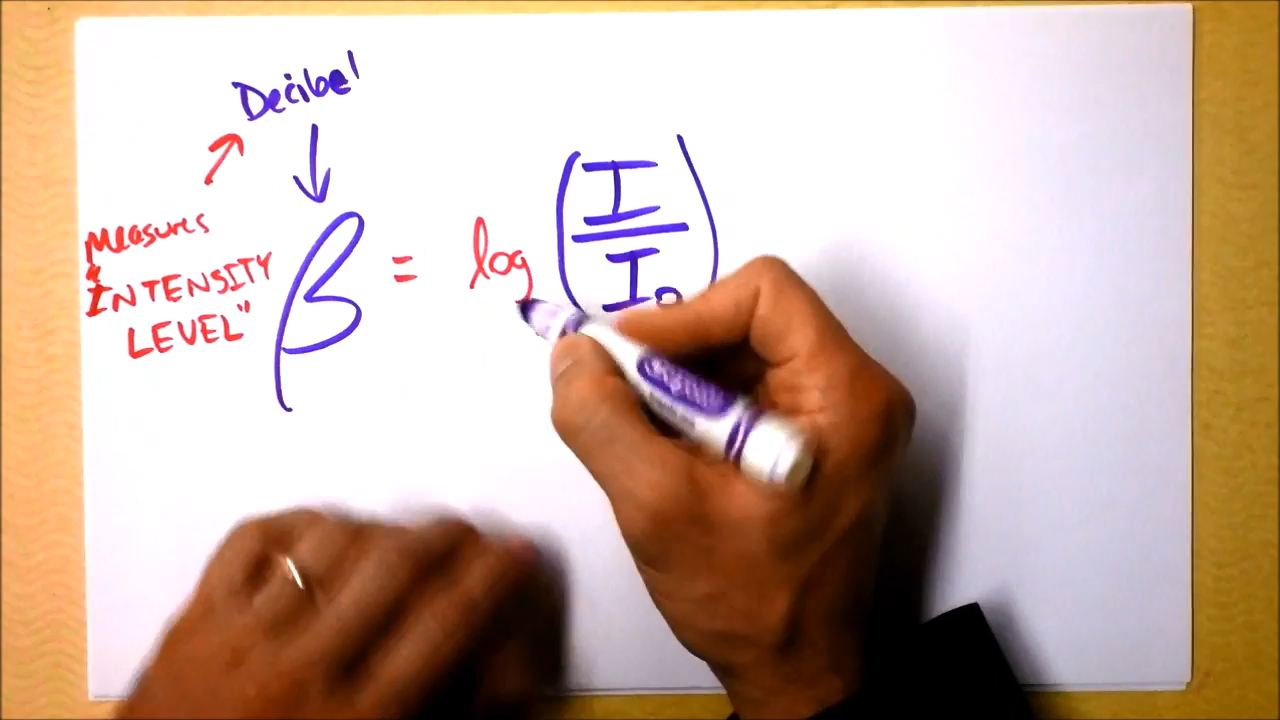 Decibel
Measures
"INTENSITY
LEVEL"
β = log (I/I₀)